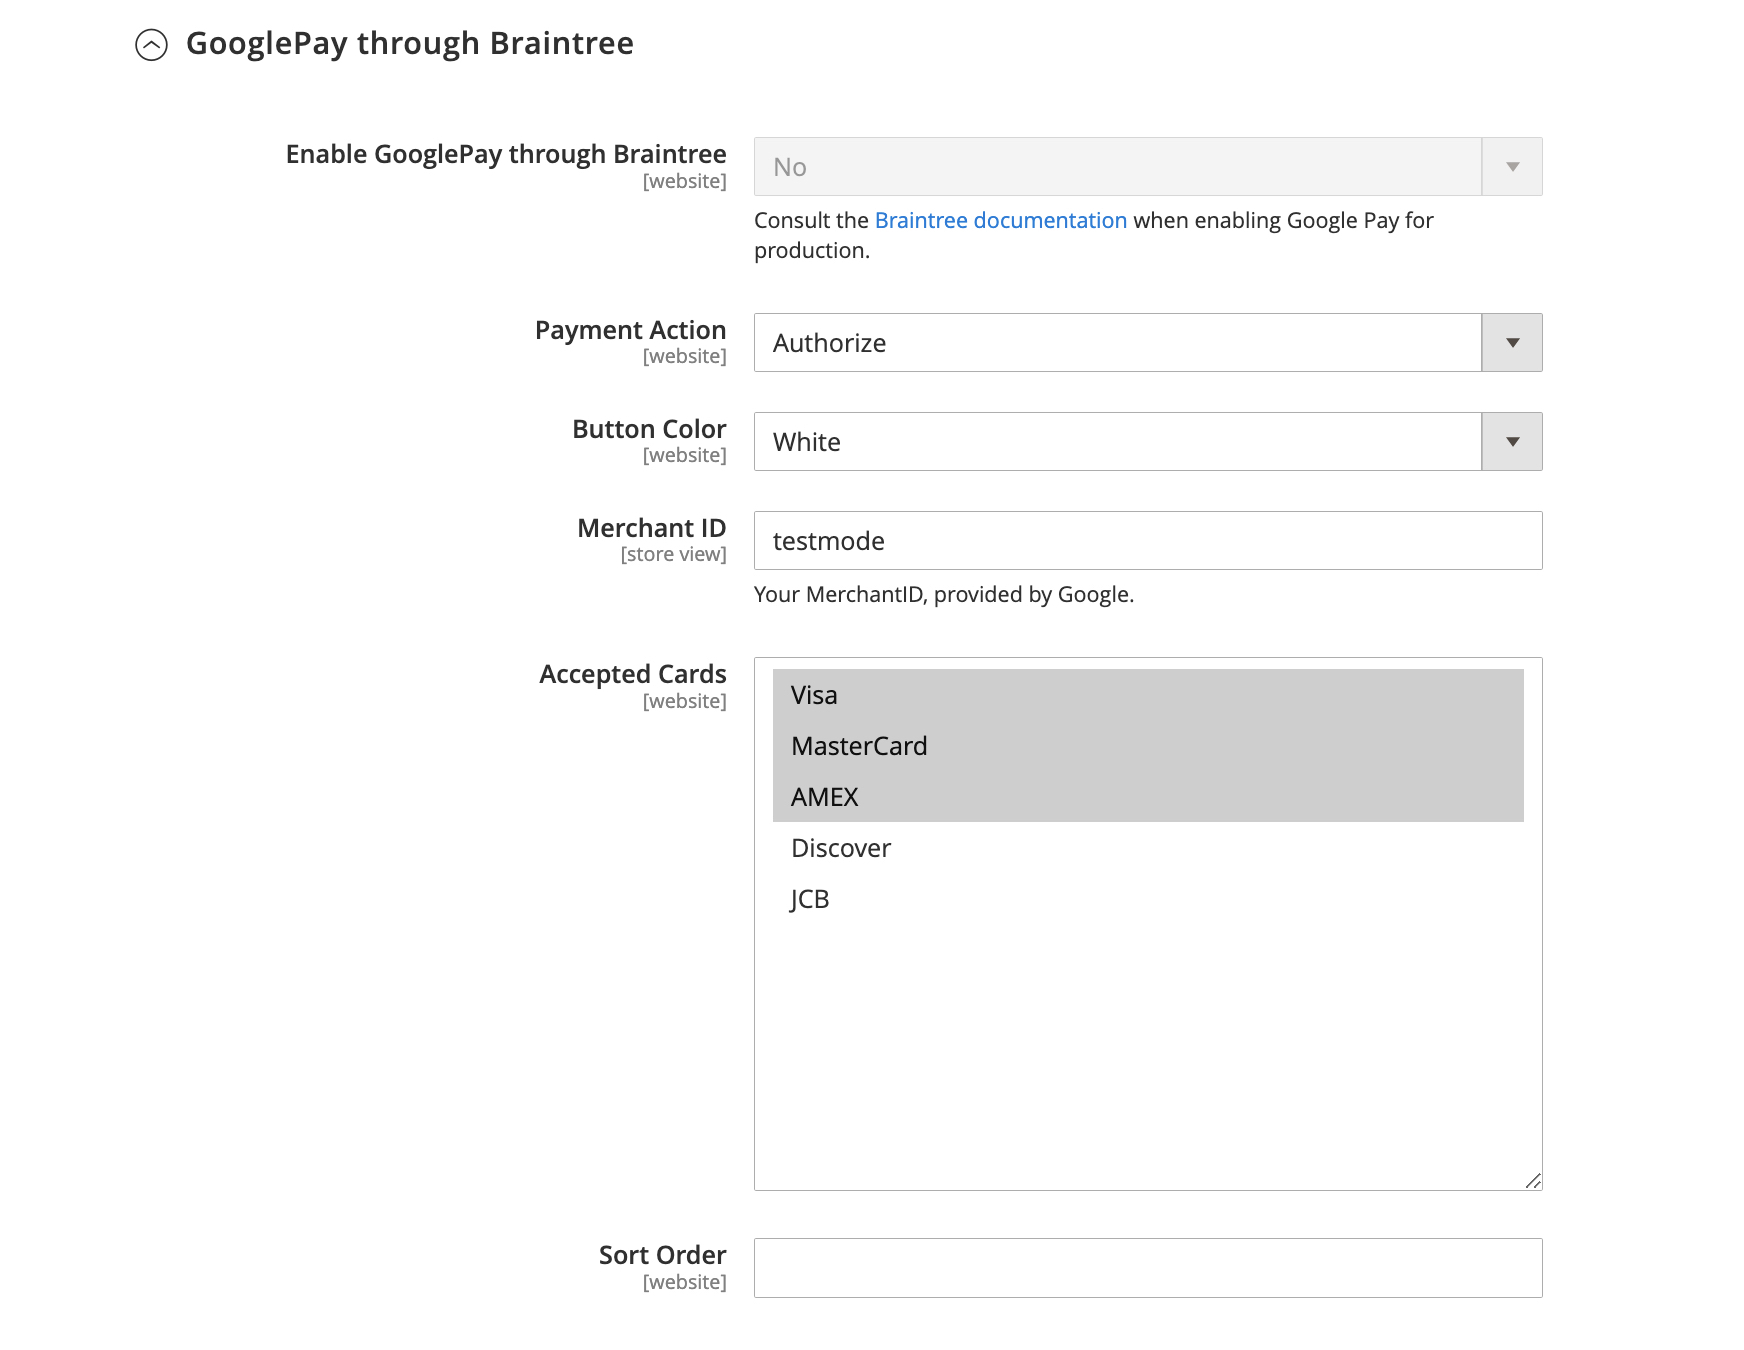 GooglePay through Braintree
Enable GooglePay through Braintree
[website]
No
Consult the Braintree documentation when enabling Google Pay for
production.
Payment Action
[website]
Authorize
Button Color
[website]
White
Merchant ID
[store view]
testmode
Your MerchantID, provided by Google.
Accepted Cards
[website]
Visa
MasterCard
AMEX
Discover
JCB
Sort Order
[website]